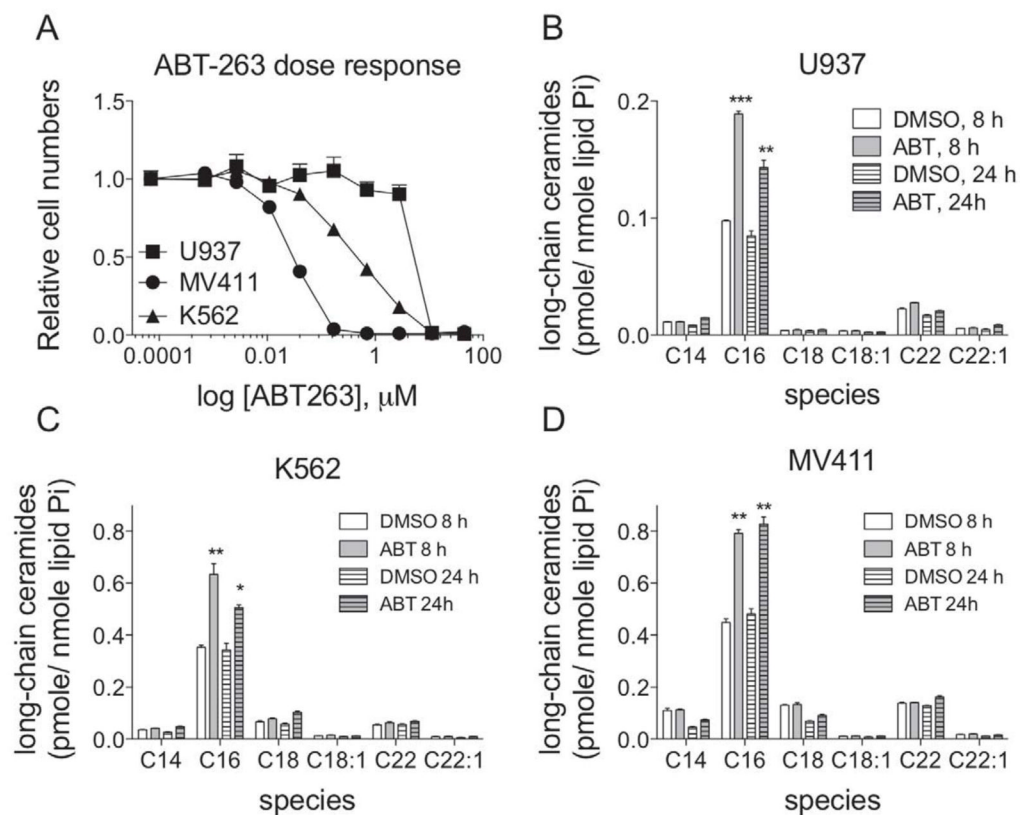 A
ABT-263 dose response
Relative cell numbers
1.5
1.0
0.5
0.0
U937
MV411
K562
0.0001 0.01 1 100
log [ABT263], μM
B
U937
long-chain ceramides
(pmole/ nmole lipid Pi)
0.2
0.1
0.0
***
**
DMSO, 8 h
ABT, 8 h
DMSO, 24 h
ABT, 24h
C14 C16 C18 C18:1 C22 C22:1
species
C
K562
long-chain ceramides
(pmole/ nmole lipid Pi)
0.8
0.6
0.4
0.2
0.0
**
*
DMSO 8 h
ABT 8 h
DMSO 24 h
ABT 24h
C14 C16 C18 C18:1 C22 C22:1
species
D
MV411
long-chain ceramides
(pmole/ nmole lipid Pi)
0.8
0.6
0.4
0.2
0.0
** **
DMSO 8 h
ABT 8 h
DMSO 24 h
ABT 24h
C14 C16 C18 C18:1 C22 C22:1
species